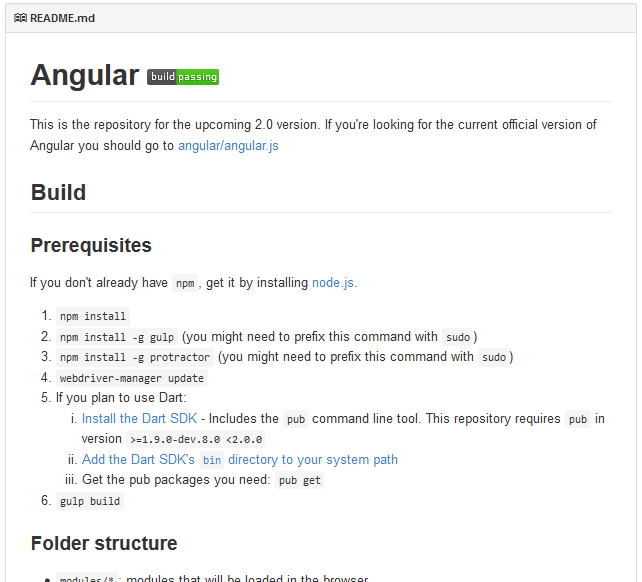 README.md
Angular build passing
This is the repository for the upcoming 2.0 version. If you're looking for the current official version of
Angular you should go to angular/angular.js
Build
Prerequisites
If you don't already have npm, get it by installing node.js.
1. npm install
2. npm install -g gulp (you might need to prefix this command with sudo)
3. npm install -g protractor (you might need to prefix this command with sudo)
4. webdriver-manager update
5. If you plan to use Dart:
i. Install the Dart SDK - Includes the pub command line tool. This repository requires pub in
version >=1.9.0-dev.8.0 <2.0.0
ii. Add the Dart SDK's bin directory to your system path
iii. Get the pub packages you need: pub get
6. gulp build
Folder structure
• modules/*: modules that will be loaded in the browser